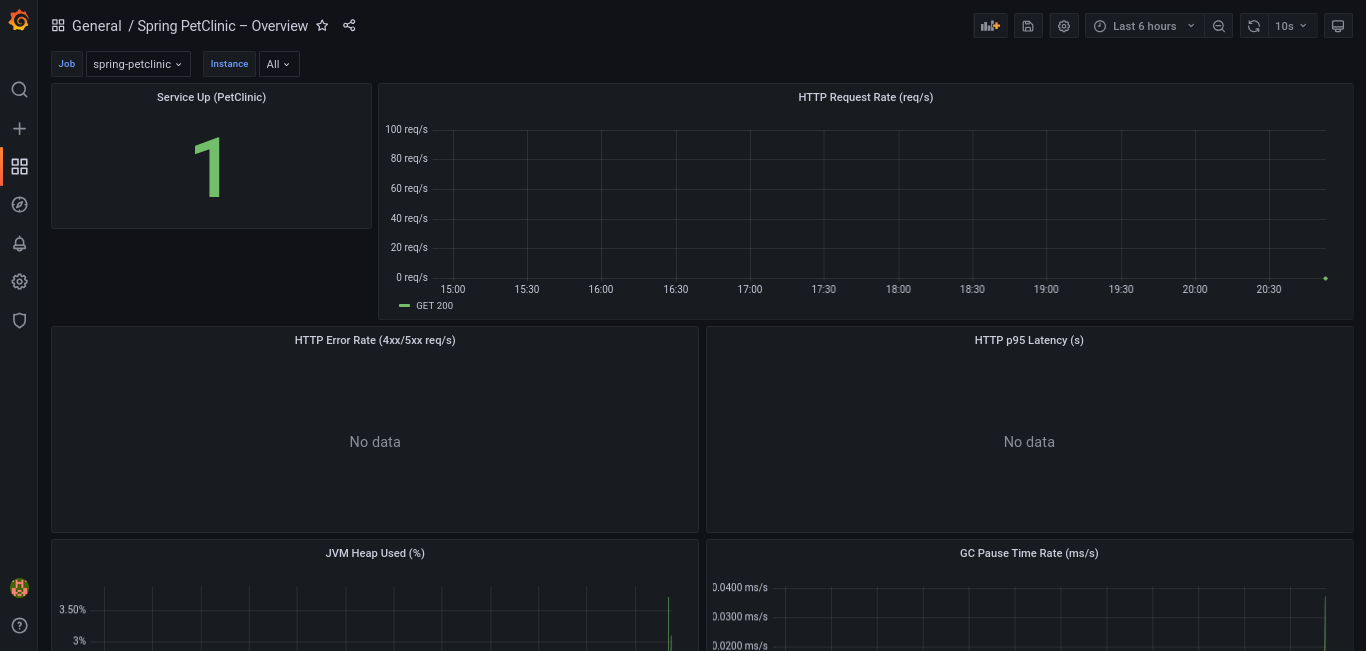 General / Spring PetClinic – Overview
Last 6 hours
10s
Job spring-petclinic Instance All
Service Up (PetClinic)
1
HTTP Request Rate (req/s)
100 req/s
80 req/s
60 req/s
40 req/s
20 req/s
0 req/s
15:00 15:30 16:00 16:30 17:00 17:30 18:00 18:30 19:00 19:30 20:00 20:30
GET 200
HTTP Error Rate (4xx/5xx req/s)
No data
HTTP p95 Latency (s)
No data
JVM Heap Used (%)
3.50%
3%
GC Pause Time Rate (ms/s)
0.0400 ms/s
0.0300 ms/s
0.0200 ms/s